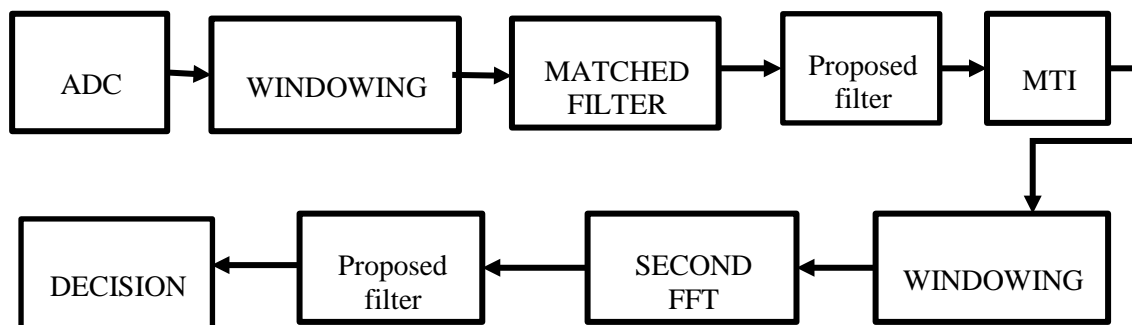 ADC
WINDOWING
MATCHED
FILTER
Proposed
filter
MTI
WINDOWING
SECOND
FFT
Proposed
filter
DECISION